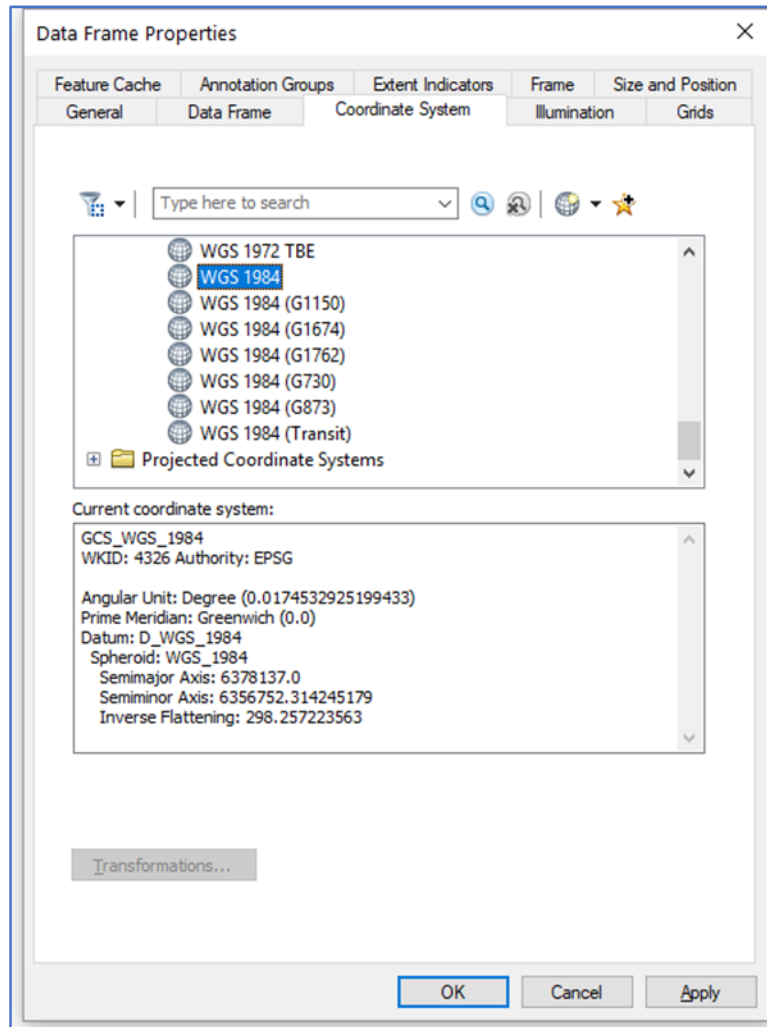 Data Frame Properties
Feature Cache Annotation Groups Extent Indicators Frame Size and Position
General Data Frame Coordinate System Illumination Grids
Type here to search
WGS 1972 TBE
WGS 1984
WGS 1984 (G1150)
WGS 1984 (G1674)
WGS 1984 (G1762)
WGS 1984 (G730)
WGS 1984 (G873)
WGS 1984 (Transit)
Projected Coordinate Systems
Current coordinate system:
GCS_WGS_1984
WKID: 4326 Authority: EPSG
Angular Unit: Degree (0.0174532925199433)
Prime Meridian: Greenwich (0.0)
Datum: D_WGS_1984
Spheroid: WGS_1984
Semimajor Axis: 6378137.0
Semiminor Axis: 6356752.314245179
Inverse Flattening: 298.257223563
Transformations...
OK Cancel Apply